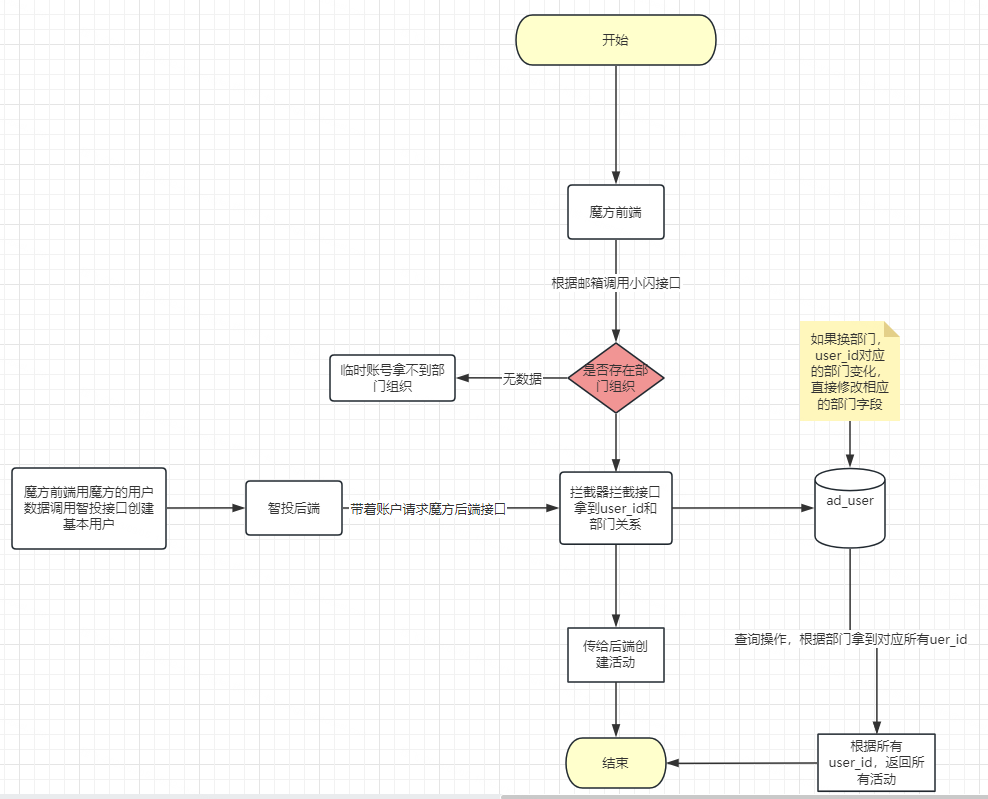 开始
魔方前端
根据邮箱调用小闪接口
如果换部门，
user_id对应
的部门变化，
直接修改相应
的部门字段
是否存在部
门组织
无数据
临时账号拿不到部
门组织
魔方前端用魔方的用户
数据调用智投接口创建
基本用户
智投后端
带着账户请求魔方后端接口
拦截器拦截接口
拿到user_id和
部门关系
ad_user
传给后端创
建活动
查询操作，根据部门拿到对应所有uer_id
根据所有
user_id，返回所
有活动
结束